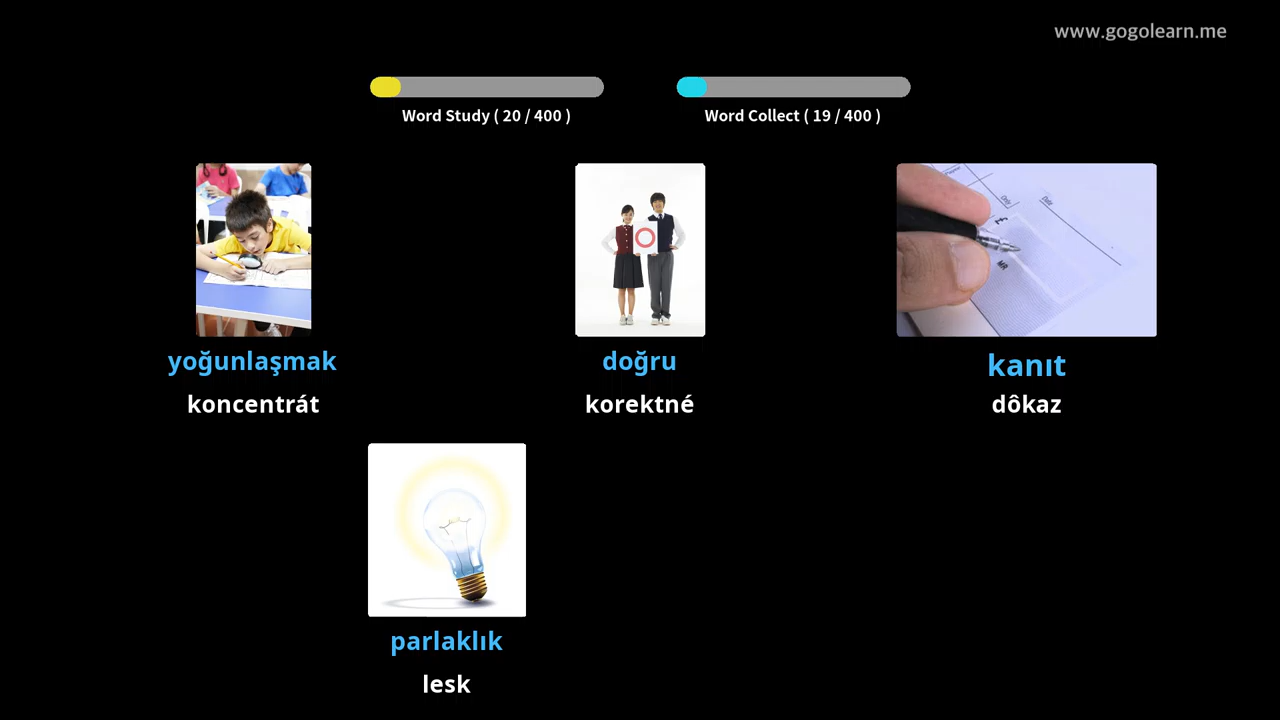 www.gogolearn.me
Word Study ( 20 / 400 )
Word Collect ( 19 / 400 )
yoğunlaşmak
koncentrát
doğru
korektné
£
MR
kanıt
dôkaz
parlaklık
lesk